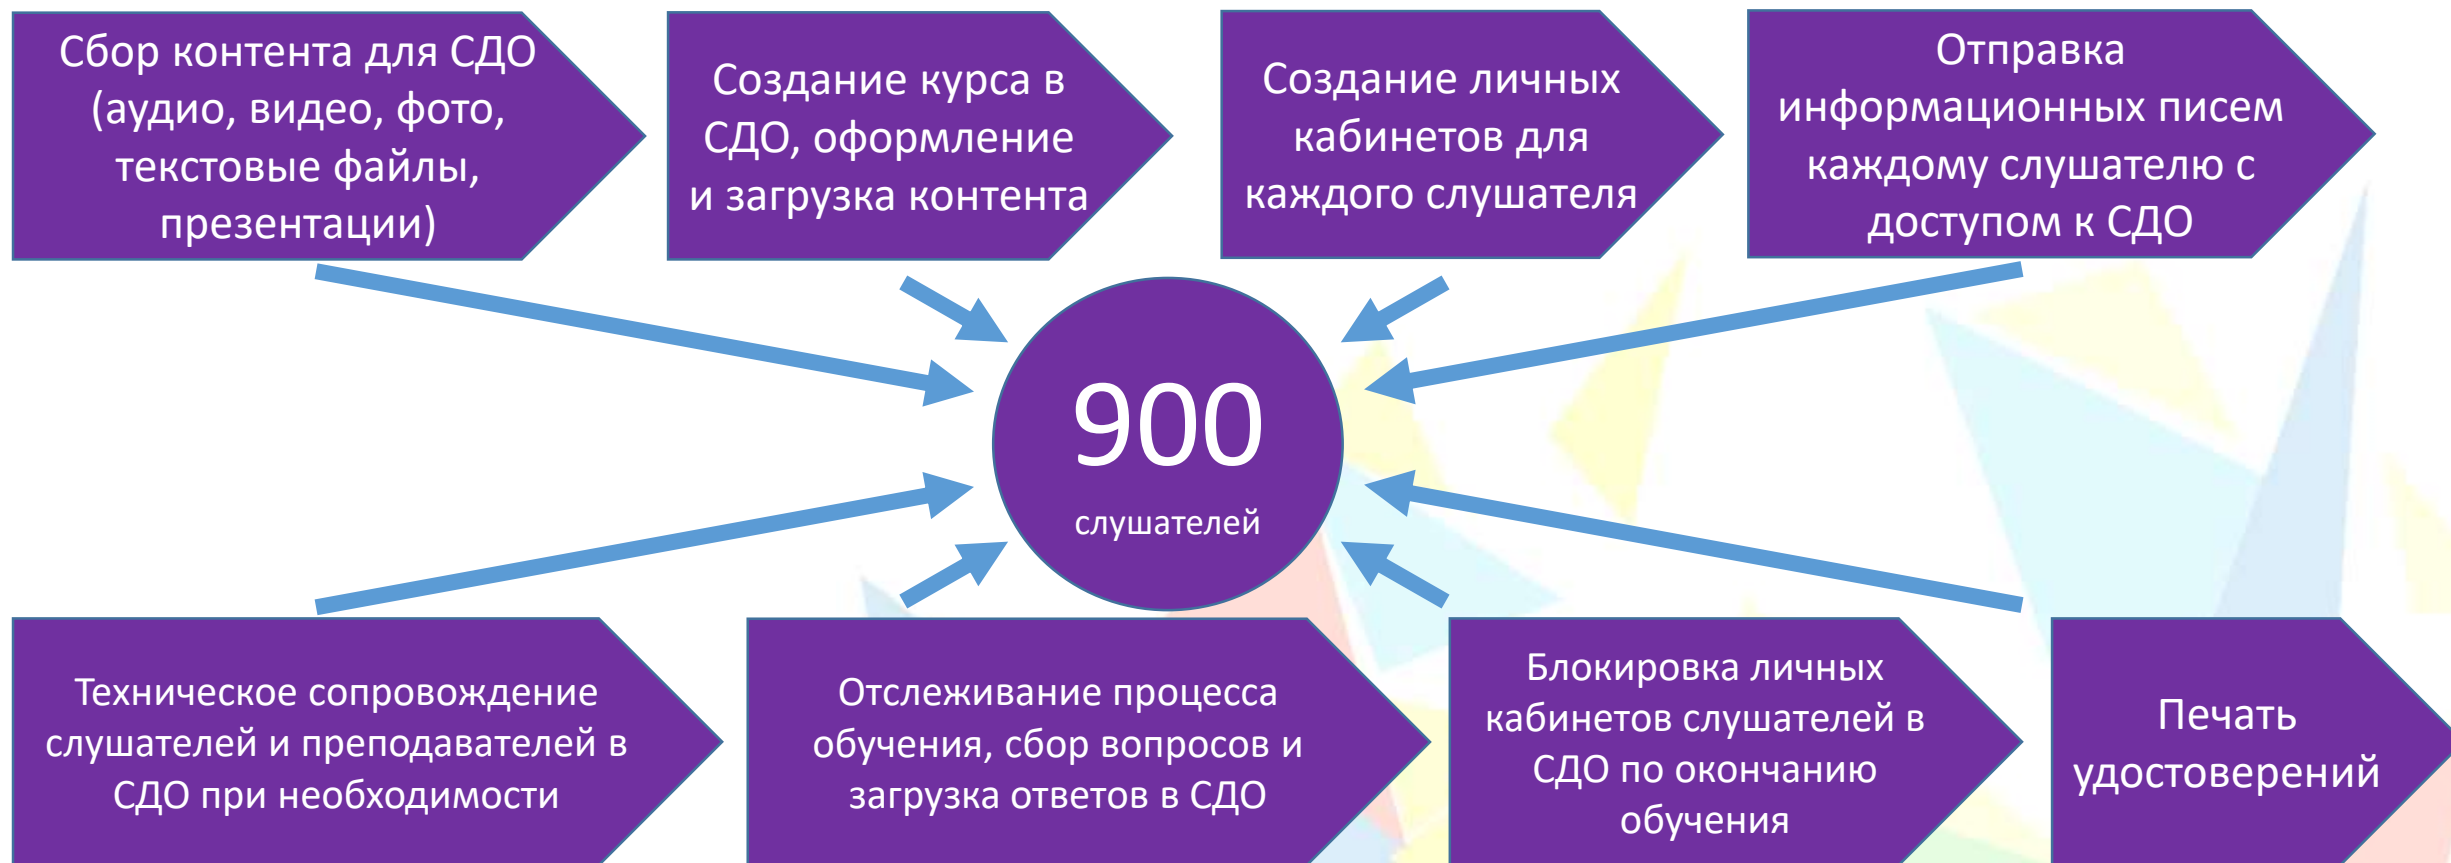 Сбор контента для СДО
(аудио, видео, фото,
текстовые файлы,
презентации)
Создание курса в
СДО, оформление
и загрузка контента
Создание личных
кабинетов для
каждого слушателя
Отправка
информационных писем
каждому слушателю с
доступом к СДО
900
слушателей
Техническое сопровождение
слушателей и преподавателей в
СДО при необходимости
Отслеживание процесса
обучения, сбор вопросов и
загрузка ответов в СДО
Блокировка личных
кабинетов слушателей в
СДО по окончанию
обучения
Печать
удостоверений